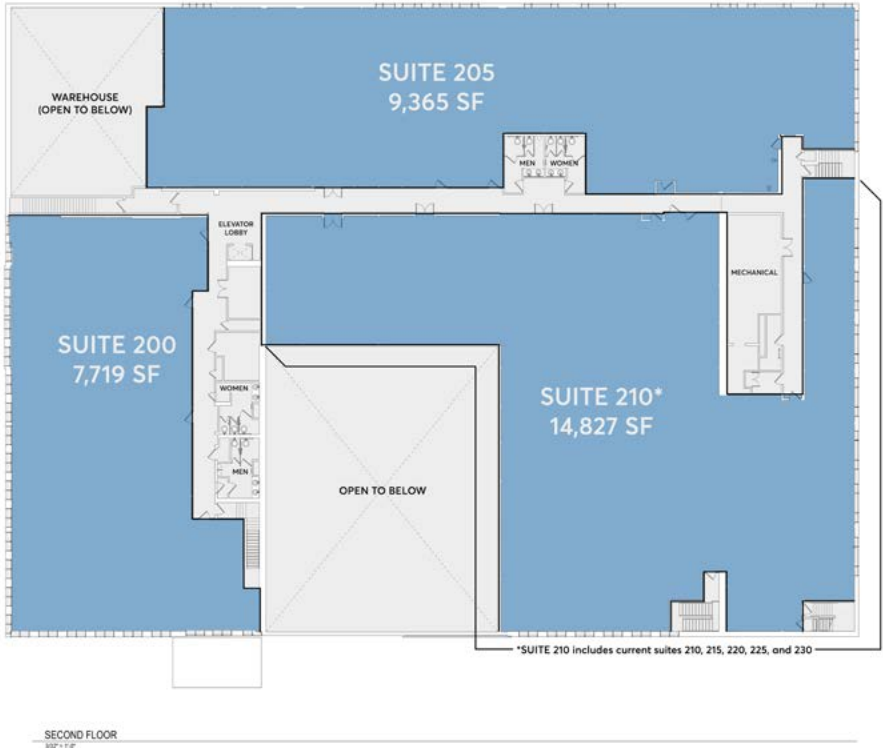 SUITE 205
9,365 SF
WAREHOUSE
(OPEN TO BELOW)
MEN
WOMEN
ELEVATOR
LOBBY
MECHANICAL
SUITE 200
7,719 SF
WOMEN
SUITE 210*
14,827 SF
MEN
OPEN TO BELOW
*SUITE 210 includes current suites 210, 215, 220, 225, and 230
SECOND FLOOR